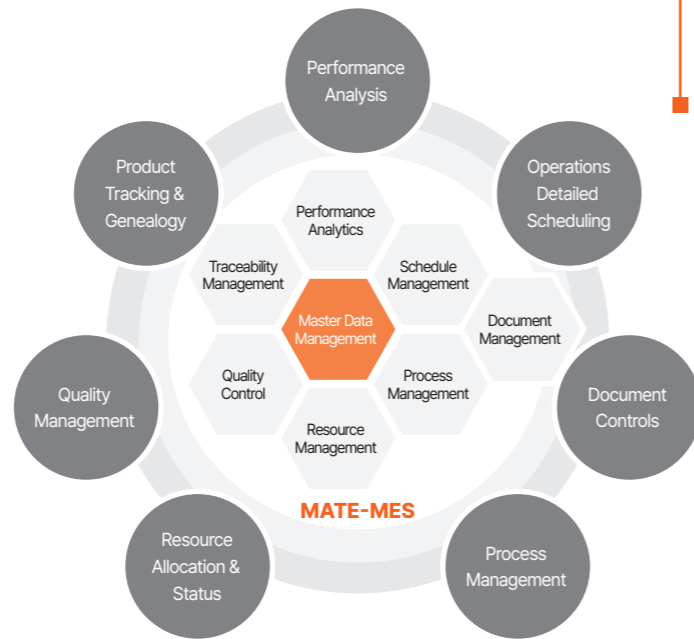 Performance
Analysis
Product
Tracking &
Genealogy
Operations
Detailed
Scheduling
Performance
Analytics
Traceability
Management
Schedule
Management
Master Data
Management
Document
Management
Quality
Control
Process
Management
Resource
Management
Quality
Management
Document
Controls
MATE-MES
Resource
Allocation &
Status
Process
Management